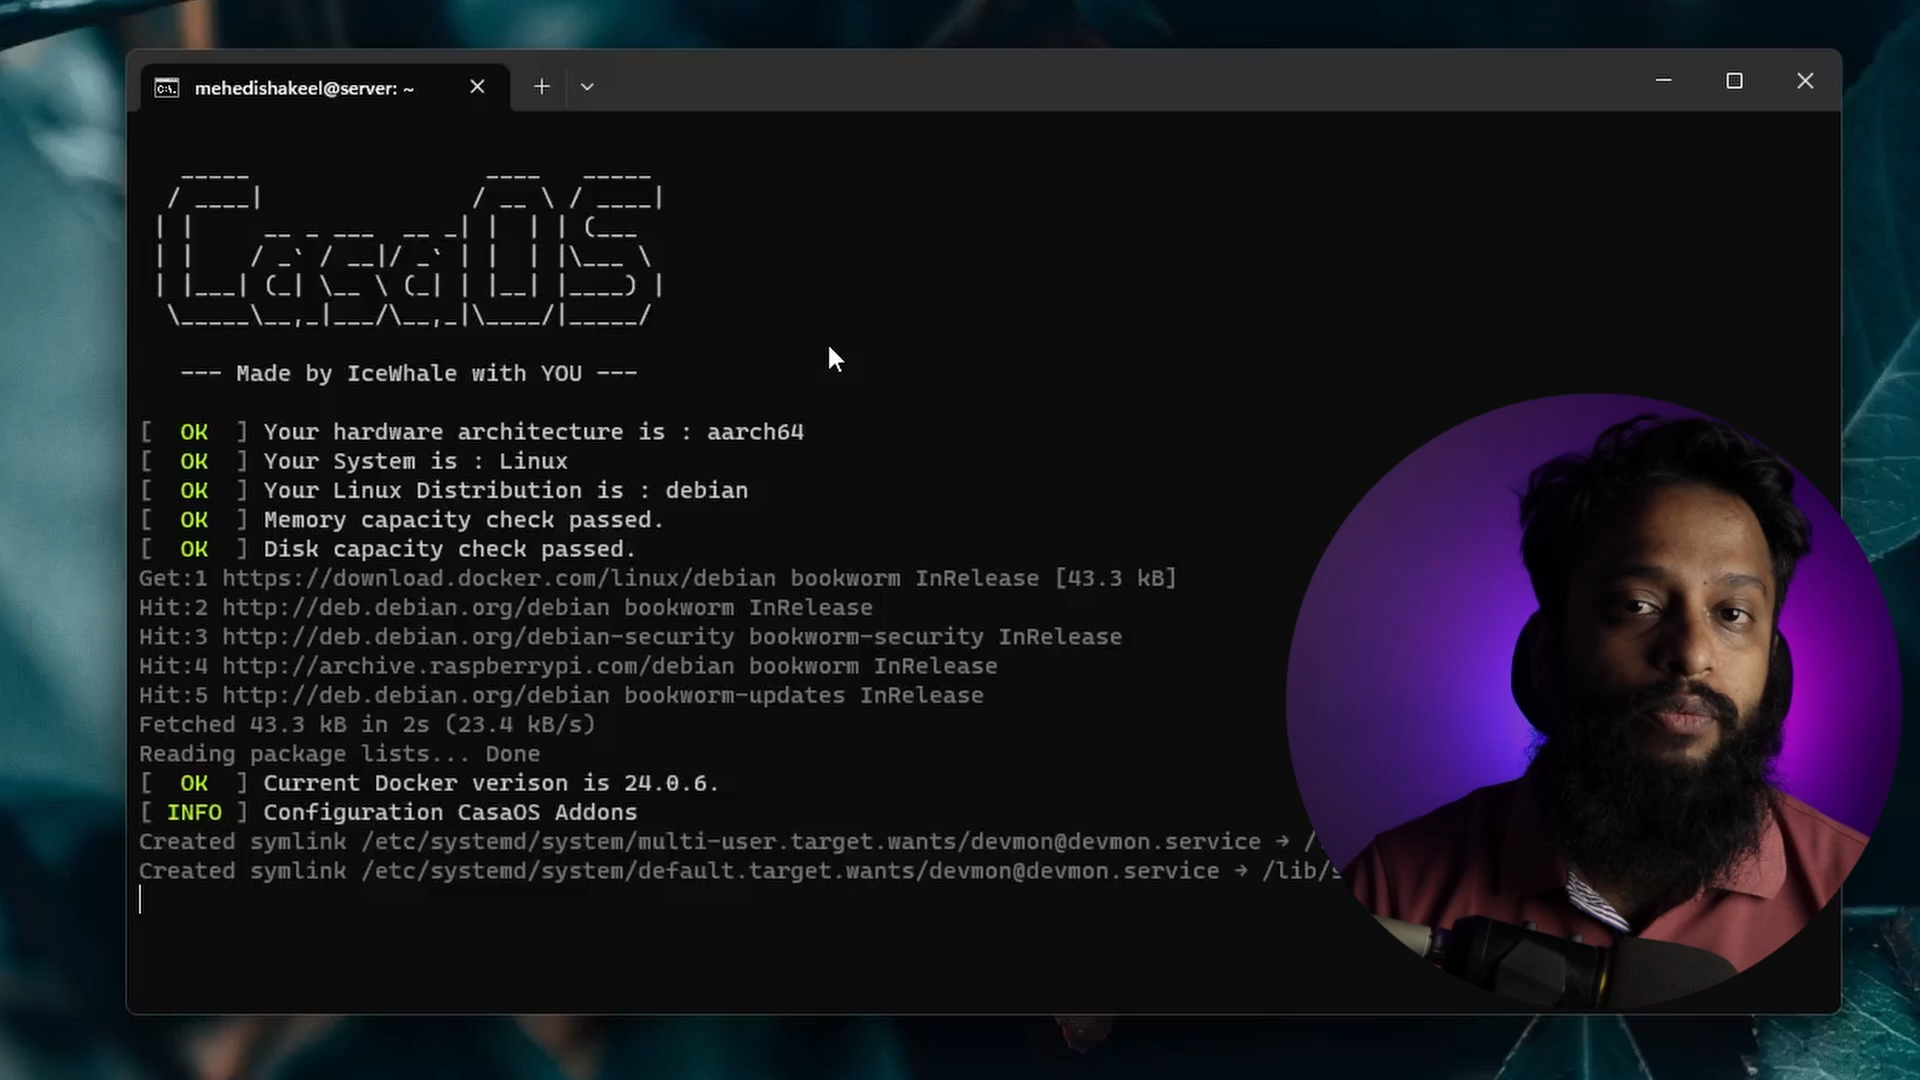 mehedishakeel@server: ~
CasaOS
--- Made by IceWhale with YOU ---
[ OK ] Your hardware architecture is : aarch64
[ OK ] Your System is : Linux
[ OK ] Your Linux Distribution is : debian
[ OK ] Memory capacity check passed.
[ OK ] Disk capacity check passed.
Get:1 https://download.docker.com/linux/debian bookworm InRelease [43.3 kB]
Hit:2 http://deb.debian.org/debian bookworm InRelease
Hit:3 http://deb.debian.org/debian-security bookworm-security InRelease
Hit:4 http://archive.raspberrypi.com/debian bookworm InRelease
Hit:5 http://deb.debian.org/debian bookworm-updates InRelease
Fetched 43.3 kB in 2s (23.4 kB/s)
Reading package lists... Done
[ OK ] Current Docker verison is 24.0.6.
[ INFO ] Configuration CasaOS Addons
Created symlink /etc/systemd/system/multi-user.target.wants/devmon@devmon.service → /
Created symlink /etc/systemd/system/default.target.wants/devmon@devmon.service → /lib/s